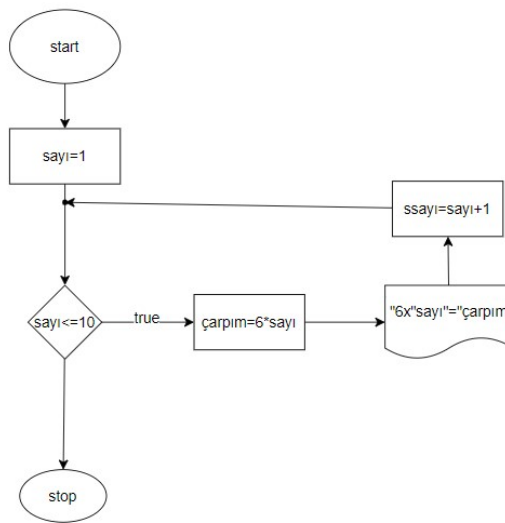 start
sayı=1
ssayı=sayı+1
sayı<=10
true
çarpım=6*sayı
"6x"sayı"="çarpım
stop